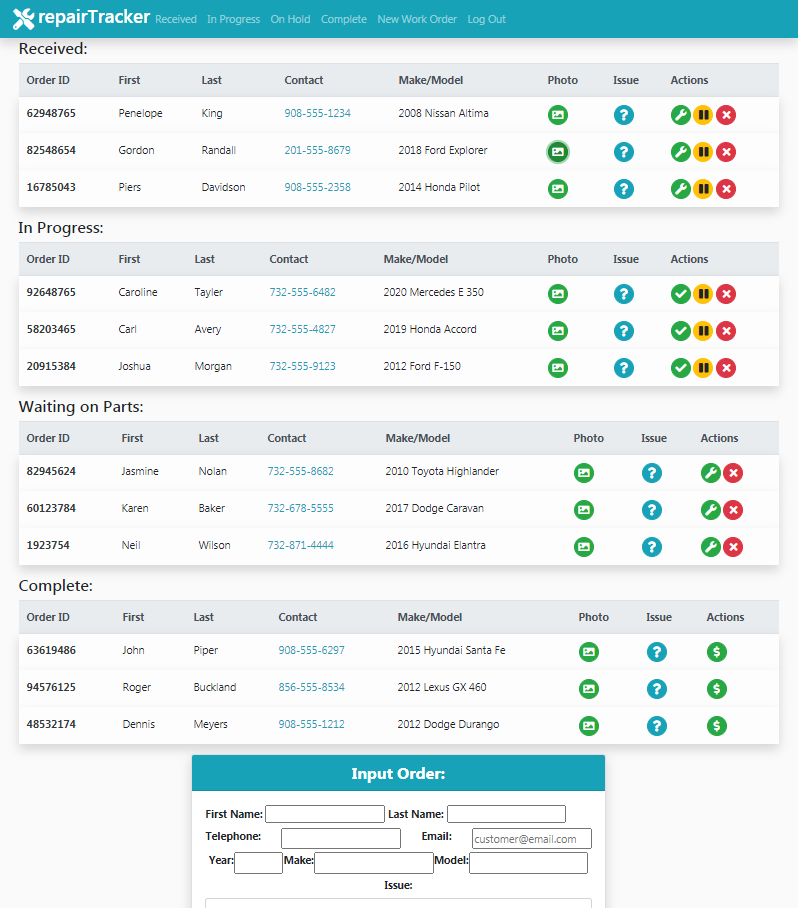 repairTracker Received In Progress On Hold Complete New Work Order Log Out
Received:
Order ID First Last Contact Make/Model Photo Issue Actions
62948765 Penelope King 908-555-1234 2008 Nissan Altima
82548654 Gordon Randall 201-555-8679 2018 Ford Explorer
16785043 Piers Davidson 908-555-2358 2014 Honda Pilot
In Progress:
Order ID First Last Contact Make/Model Photo Issue Actions
92648765 Caroline Tayler 732-555-6482 2020 Mercedes E 350
58203465 Carl Avery 732-555-4827 2019 Honda Accord
20915384 Joshua Morgan 732-555-9123 2012 Ford F-150
Waiting on Parts:
Order ID First Last Contact Make/Model Photo Issue Actions
82945624 Jasmine Nolan 732-555-8682 2010 Toyota Highlander
60123784 Karen Baker 732-678-5555 2017 Dodge Caravan
1923754 Neil Wilson 732-871-4444 2016 Hyundai Elantra
Complete:
Order ID First Last Contact Make/Model Photo Issue Actions
63619486 John Piper 908-555-6297 2015 Hyundai Santa Fe
94576125 Roger Buckland 856-555-8534 2012 Lexus GX 460
48532174 Dennis Meyers 908-555-1212 2012 Dodge Durango
Input Order:
First Name: Last Name:
Telephone: Email: customer@email.com
Year: Make: Model:
Issue: